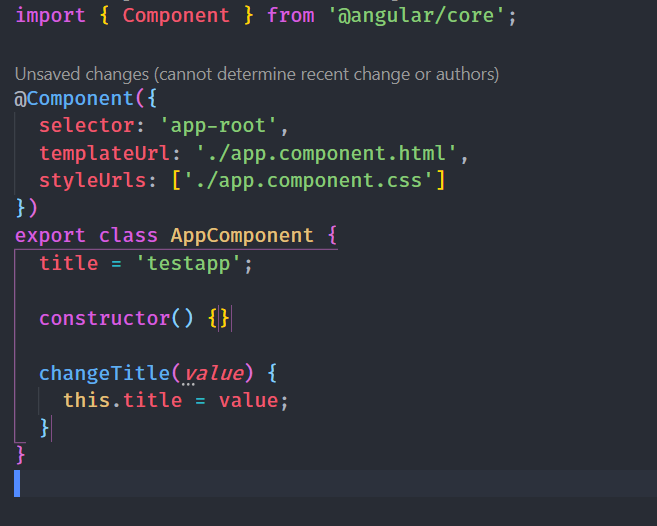 import { Component } from '@angular/core';
Unsaved changes (cannot determine recent change or authors)
@Component({
  selector: 'app-root',
  templateUrl: './app.component.html',
  styleUrls: ['./app.component.css']
})
export class AppComponent {
  title = 'testapp';
  constructor() {}
  changeTitle(value) {
    this.title = value;
  }
}